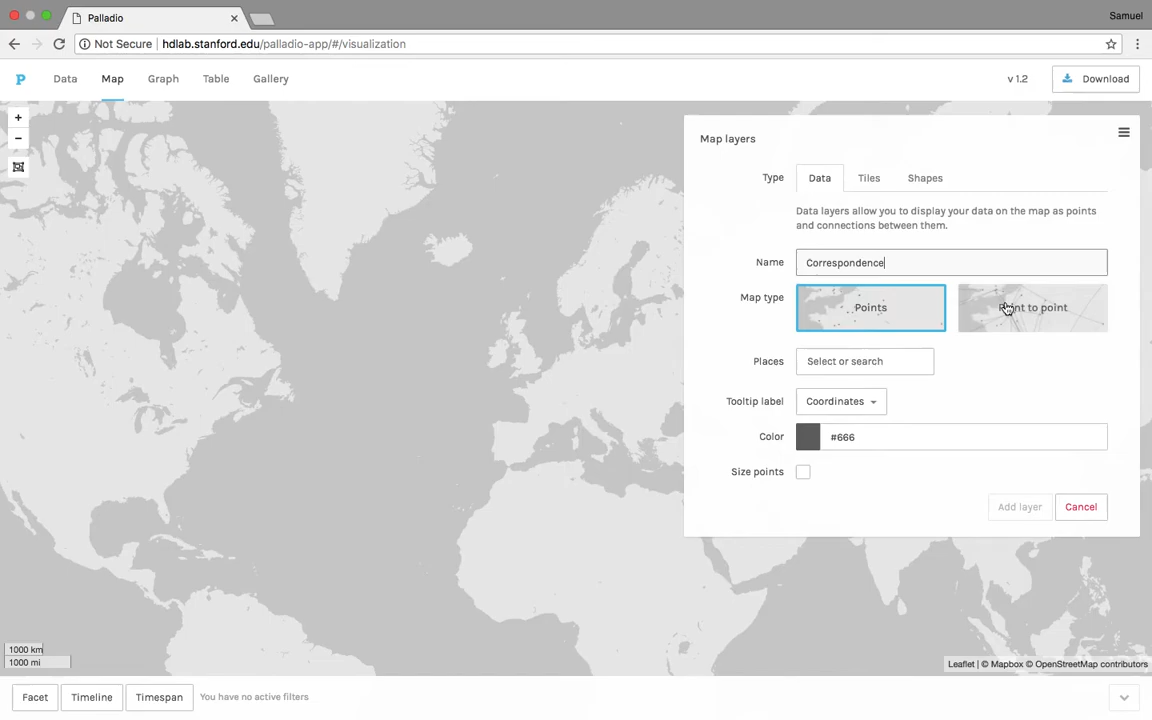 Palladio
Samuel
Not Secure hdlab.stanford.edu/palladio-app/#/visualization
P Data Map Graph Table Gallery v 1.2 Download
+
−
Map layers
Type Data Tiles Shapes
Data layers allow you to display your data on the map as points
and connections between them.
Name Correspondence
Map type Points Point to point
Places Select or search
Tooltip label Coordinates
Color #666
Size points
Add layer Cancel
1000 km
1000 mi
Leaflet | © Mapbox © OpenStreetMap contributors
Facet Timeline Timespan You have no active filters